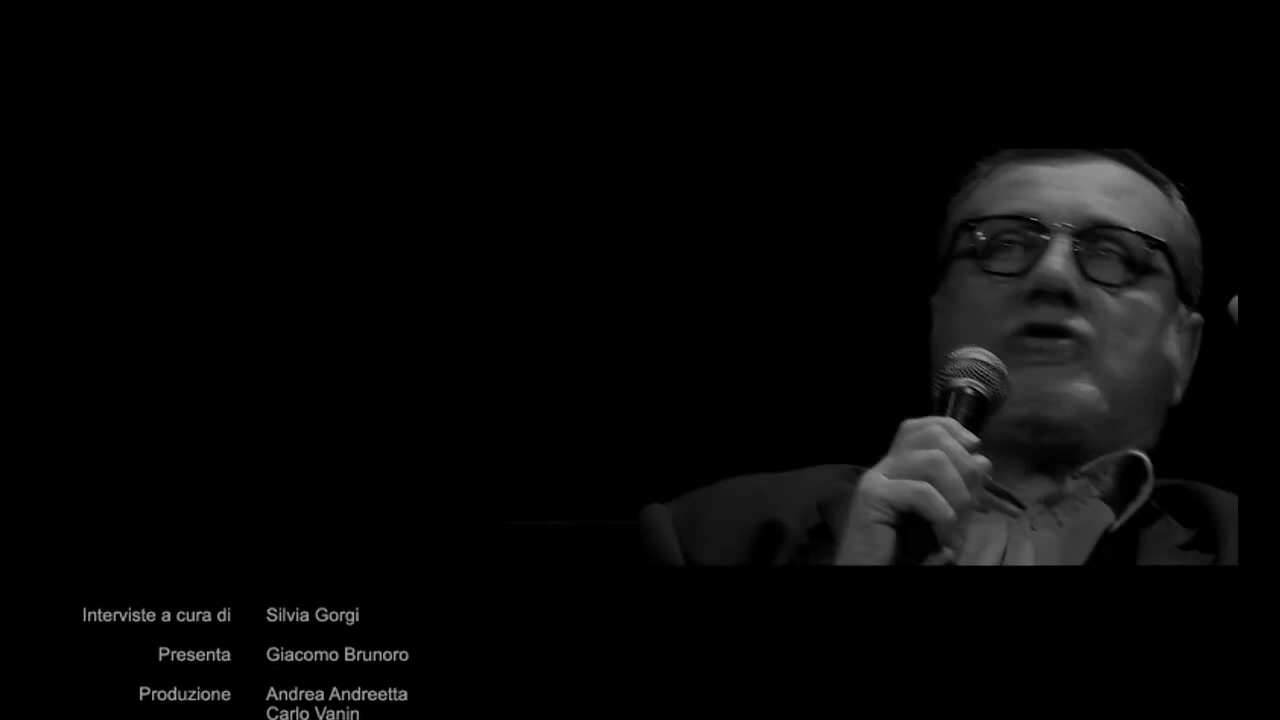 Interviste a cura di Silvia Gorgi
Presenta Giacomo Brunoro
Produzione Andrea Andreetta
Carlo Vanin